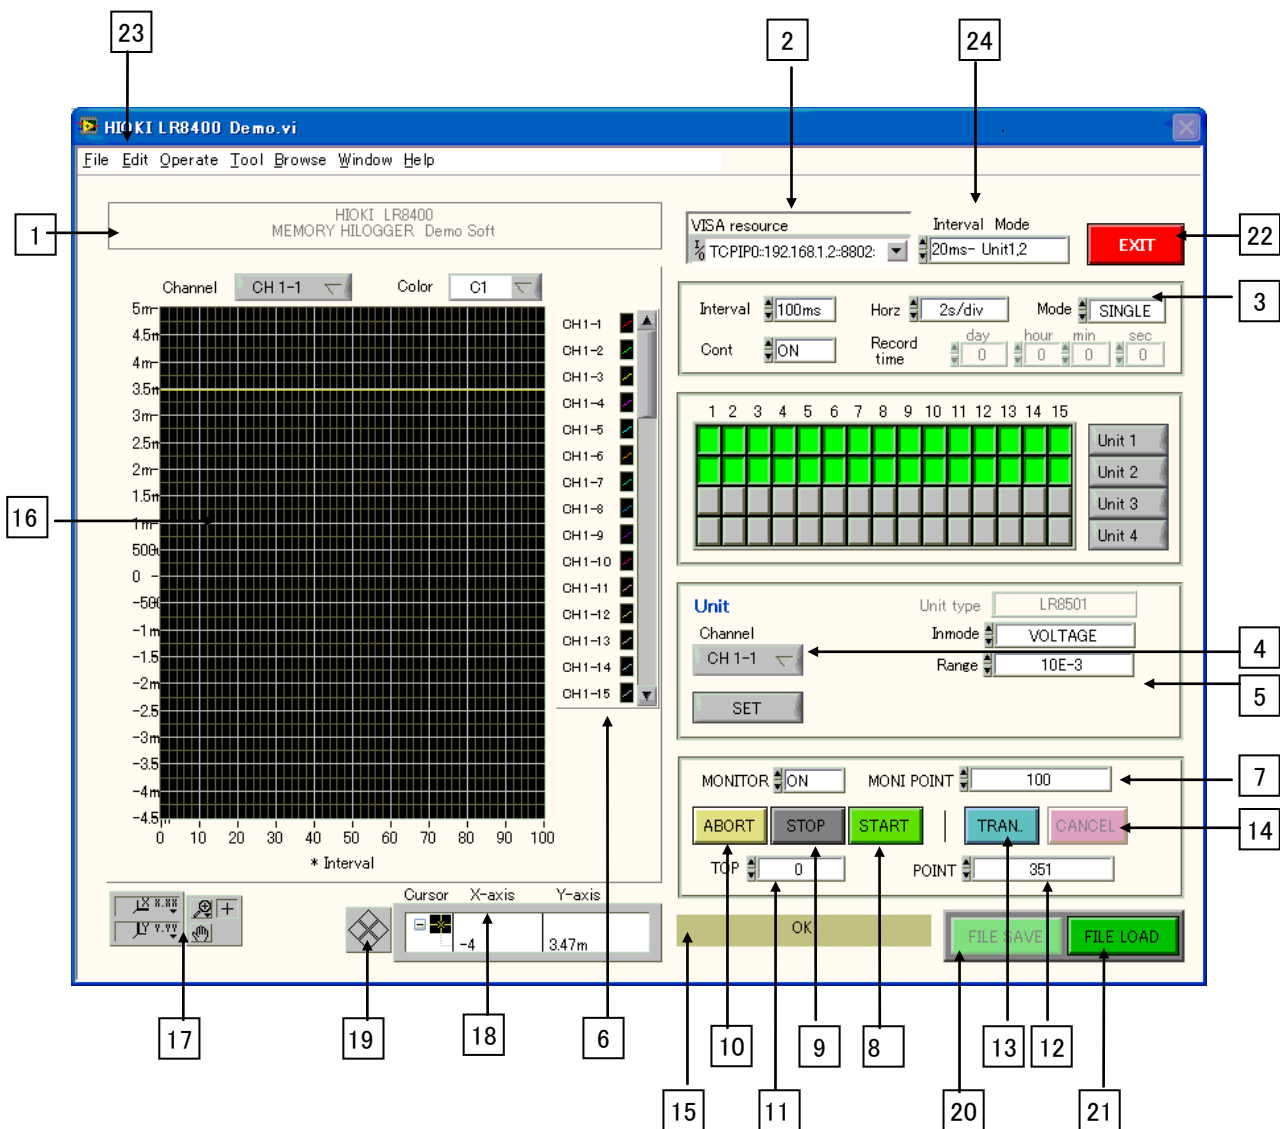 23
2
24
HIOKI LR8400 Demo.vi
File Edit Operate Tool Browse Window Help
1
HIOKI LR8400
MEMORY HILOGGER Demo Soft
VISA resource
TCPIP0::192.168.1.2::8802:
Interval Mode
20ms- Unit1,2
EXIT
22
Channel CH 1-1 Color C1
Interval 100ms Horz 2s/div Mode SINGLE
3
Cont ON Record time day 0 hour 0 min 0 sec 0
5m
4.5m
4m
3.5m
3m
2.5m
2m
1.5m
1m
500u
0
-500
-1m
-1.5
-2m
-2.5
-3m
-3.5
-4m
-4.5
0 10 20 30 40 50 60 70 80 90 100
* Interval
16
CH1-1
CH1-2
CH1-3
CH1-4
CH1-5
CH1-6
CH1-7
CH1-8
CH1-9
CH1-10
CH1-11
CH1-12
CH1-13
CH1-14
CH1-15
1 2 3 4 5 6 7 8 9 10 11 12 13 14 15
Unit 1
Unit 2
Unit 3
Unit 4
Unit
Unit type LR8501
Channel
Inmode VOLTAGE
CH 1-1
Range 10E-3
SET
4
5
MONITOR ON MONI POINT 100
7
ABORT STOP START TRAN.. CANCEL
14
TOP 0 POINT 351
Cursor X-axis Y-axis
-4 3.47m
X X.XX
Y Y.YY
OK
FILE SAVE FILE LOAD
17
19
18
6
10
9
8
13
12
15
11
20
21